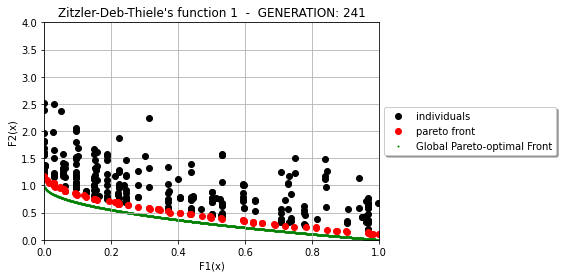 Zitzler-Deb-Thiele's function 1 - GENERATION: 241
4.0
3.5
3.0
2.5
2.0
1.5
1.0
0.5
0.0
F2(x)
0.0 0.2 0.4 0.6 0.8 1.0
F1(x)
individuals
pareto front
Global Pareto-optimal Front